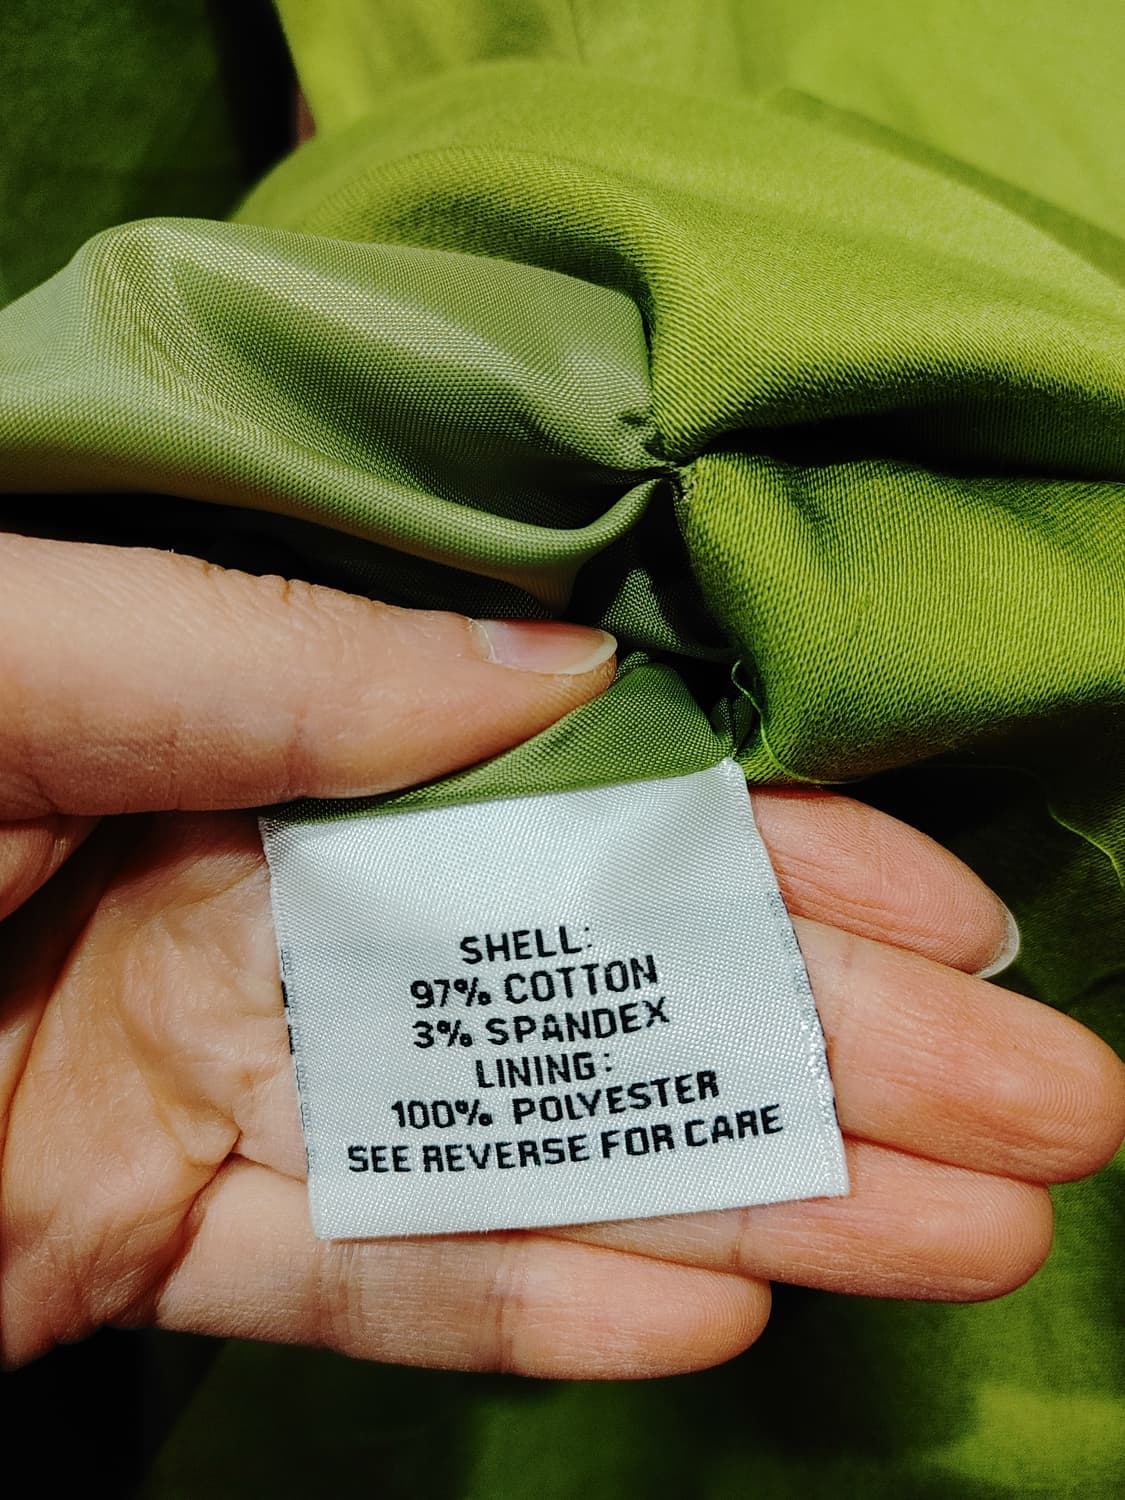 SHELL:
97% COTTON
3% SPANDEX
LINING:
100% POLYESTER
SEE REVERSE FOR CARE